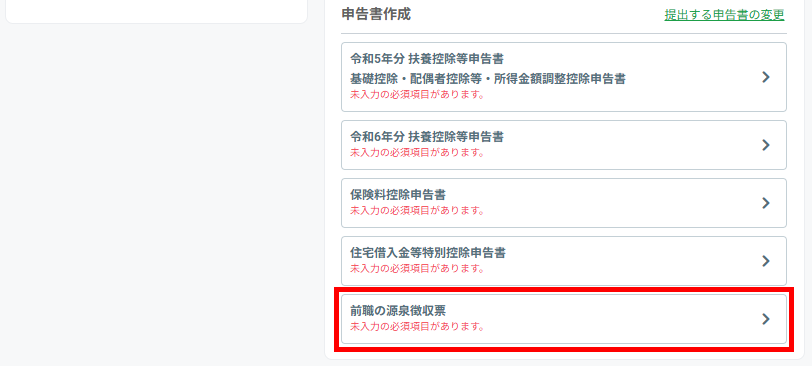 申告書作成
提出する申告書の変更
令和5年分 扶養控除等申告書
基礎控除・配偶者控除等・所得金額調整控除申告書
未入力の必須項目があります。
令和6年分 扶養控除等申告書
未入力の必須項目があります。
保険料控除申告書
未入力の必須項目があります。
住宅借入金等特別控除申告書
未入力の必須項目があります。
前職の源泉徴収票
未入力の必須項目があります。